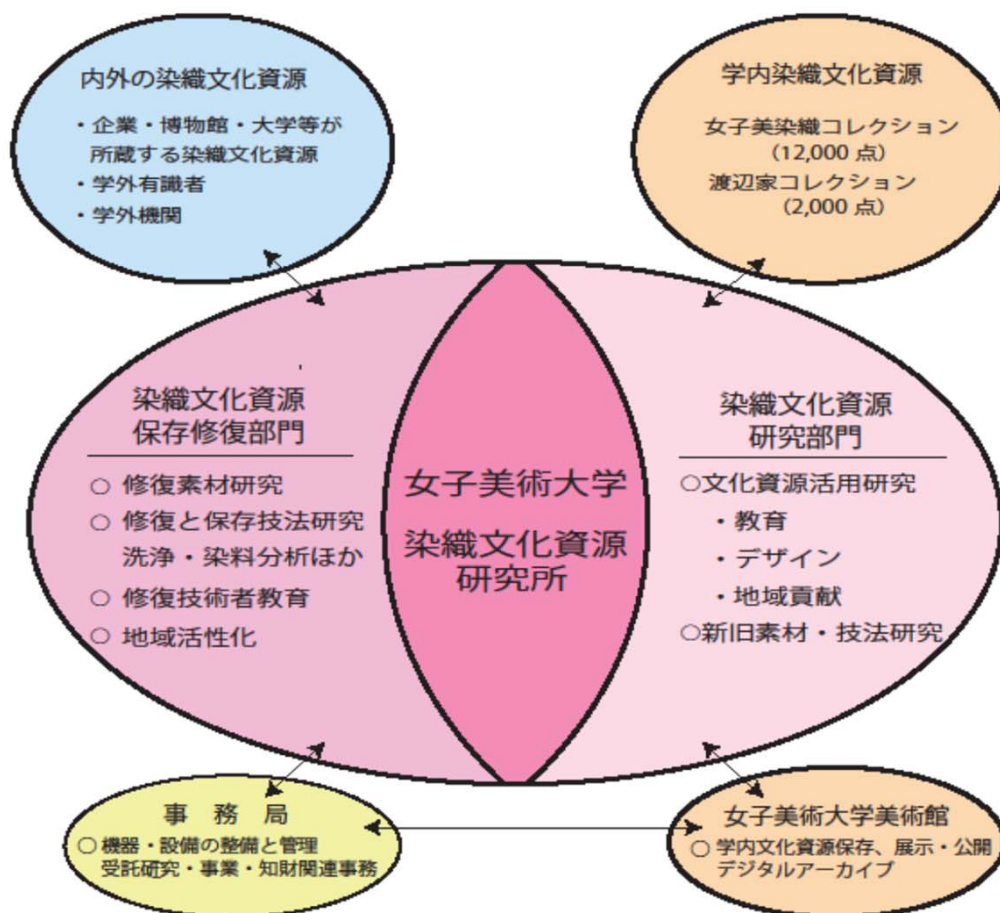 内外の染織文化資源
・企業・博物館・大学等が
所蔵する染織文化資源
・学外有識者
・学外機関
学内染織文化資源
女子美染織コレクション
(12,000 点)
渡辺家コレクション
(2,000 点)
染織文化資源
保存修復部門
○ 修復素材研究
○ 修復と保存技法研究
洗浄・染料分析ほか
○ 修復技術者教育
○ 地域活性化
女子美術大学
染織文化資源
研究所
染織文化資源
研究部門
○文化資源活用研究
・教育
・デザイン
・地域貢献
○新旧素材・技法研究
事 務 局
○ 機器・設備の整備と管理
受託研究・事業・知財関連事務
女子美術大学美術館
○ 学内文化資源保存、展示・公開
デジタルアーカイブ